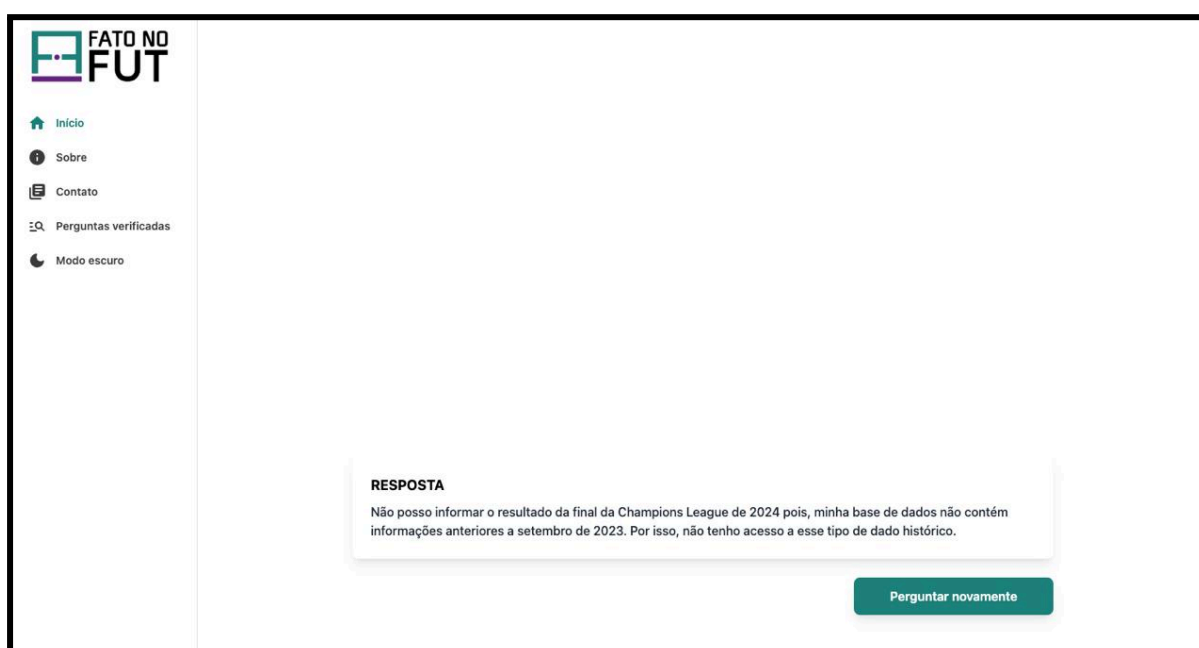 FATO NO
FUT
Início
Sobre
Contato
Perguntas verificadas
Modo escuro
RESPOSTA
Não posso informar o resultado da final da Champions League de 2024 pois, minha base de dados não contém
informações anteriores a setembro de 2023. Por isso, não tenho acesso a esse tipo de dado histórico.
Perguntar novamente